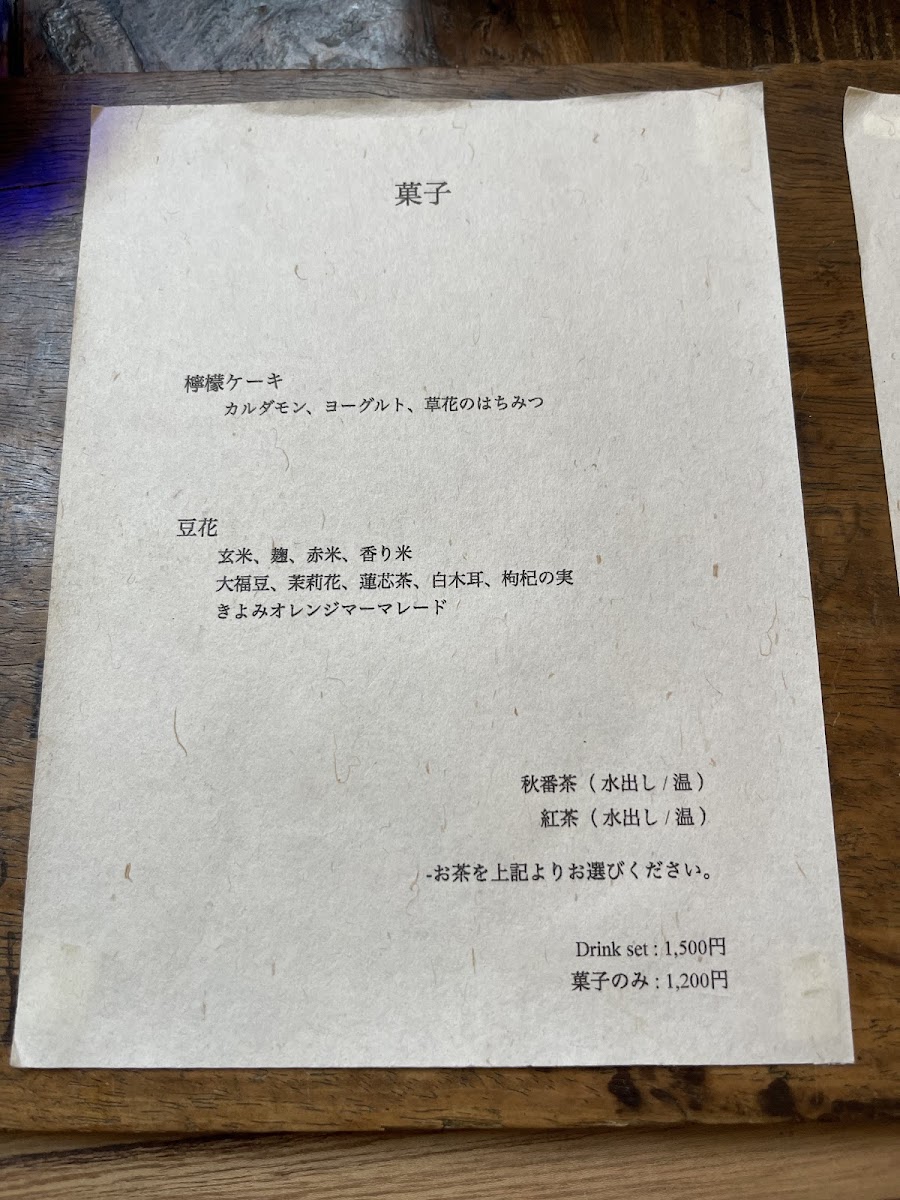 菓子
檸檬ケーキ
カルダモン、ヨーグルト、草花のはちみつ
豆花
玄米、麹、赤米、香り米
大福豆、茉莉花、蓮芯茶、白木耳、枸杞の実
きよみオレンジマーマレード
秋番茶（水出し / 温）
紅茶（水出し / 温）
-お茶を上記よりお選びください。
Drink set : 1,500円
菓子のみ : 1,200円